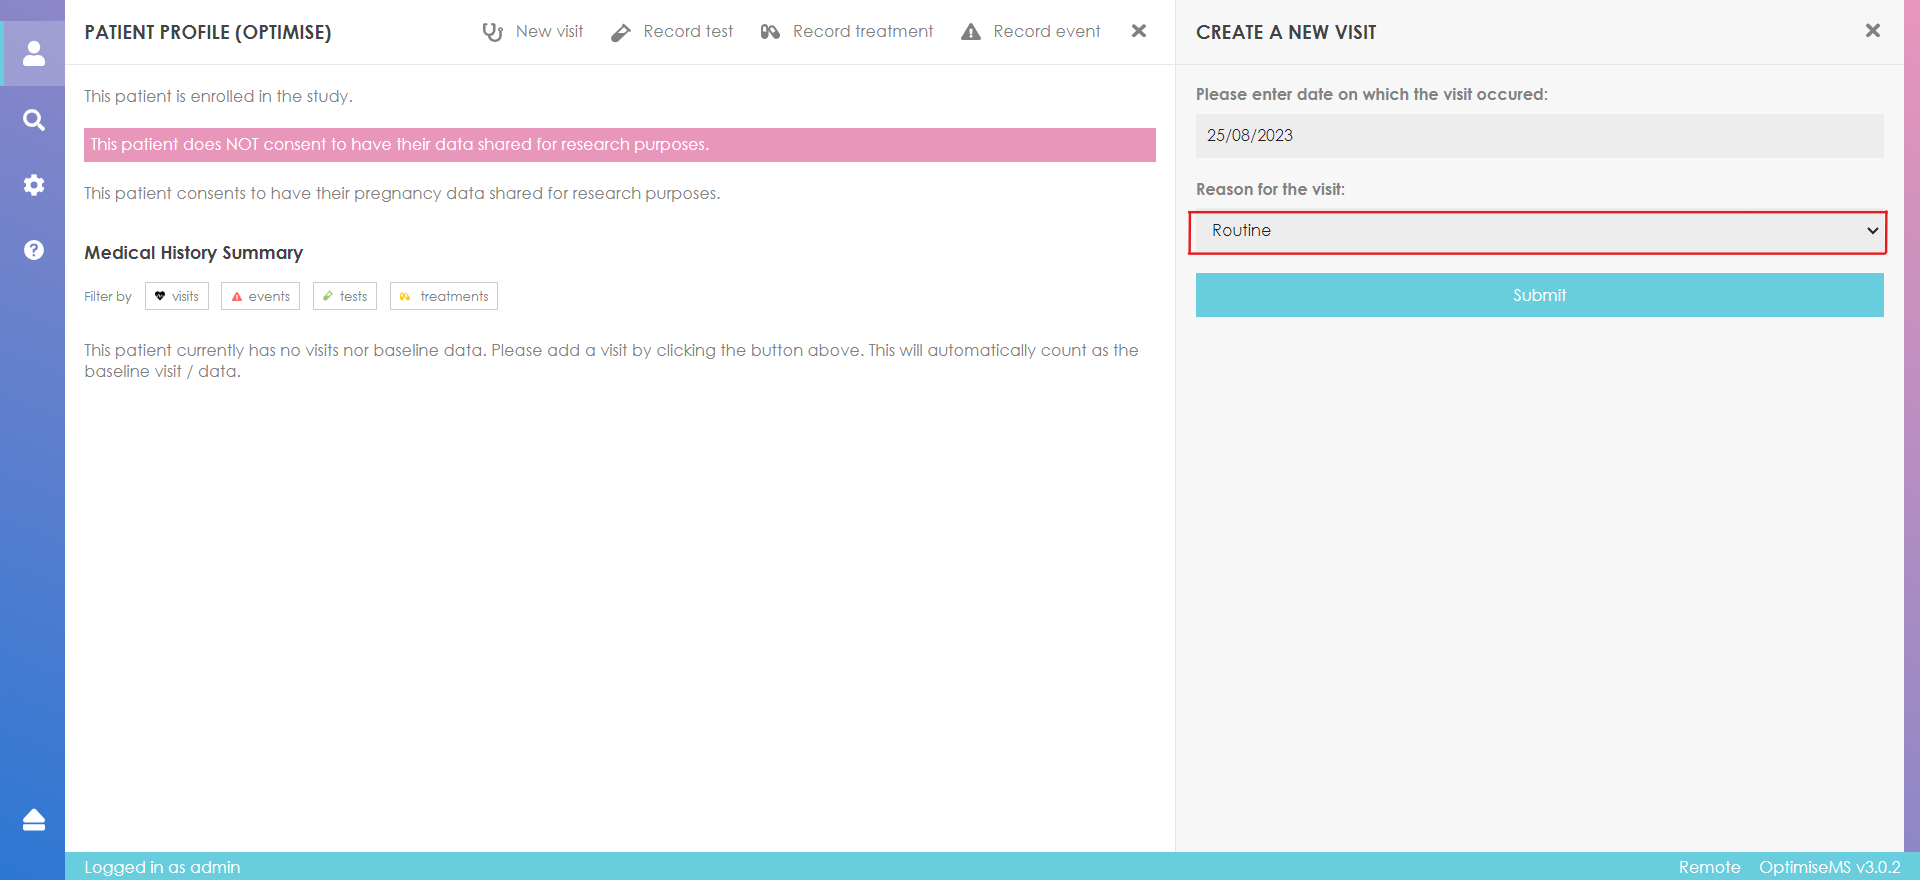 PATIENT PROFILE (OPTIMISE)
New visit
Record test
Record treatment
Record event
This patient is enrolled in the study.
This patient does NOT consent to have their data shared for research purposes.
This patient consents to have their pregnancy data shared for research purposes.
Medical History Summary
Filter by visits events tests treatments
This patient currently has no visits nor baseline data. Please add a visit by clicking the button above. This will automatically count as the
baseline visit / data.
CREATE A NEW VISIT
Please enter date on which the visit occured:
25/08/2023
Reason for the visit:
Routine
Submit
Logged in as admin
Remote OptimiseMS v3.0.2